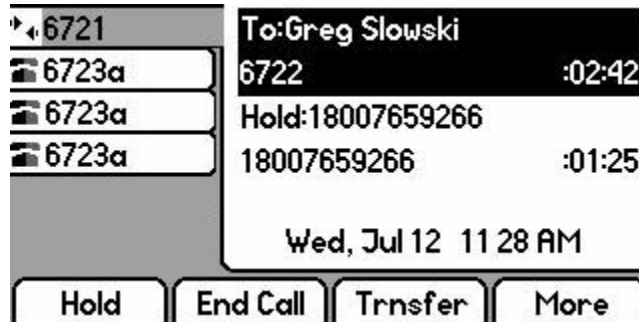 6721
6723a
6723a
6723a
To:Greg Slowski
6722 :02:42
Hold:18007659266
18007659266 :01:25
Wed, Jul 12 11 28 AM
Hold End Call Trnsfer More